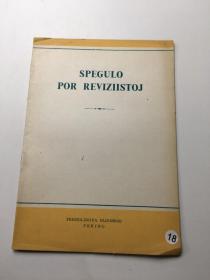 SPEGULO
POR REVIZIISTOJ
FREMDLINGVA ELDONEJO
PEKINO
18